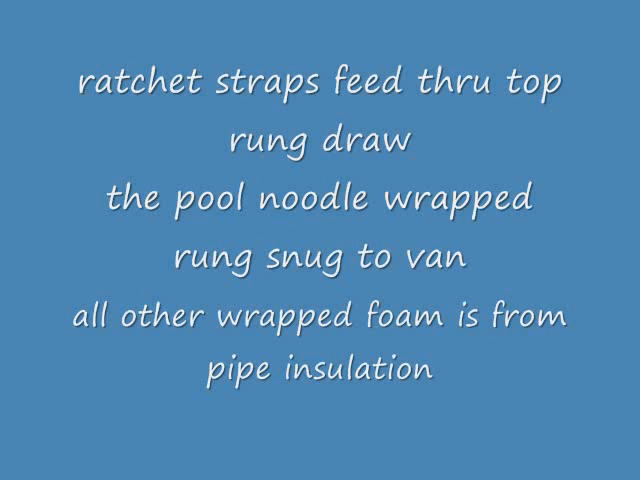 ratchet straps feed thru top
rung draw
the pool noodle wrapped
rung snug to van
all other wrapped foam is from
pipe insulation